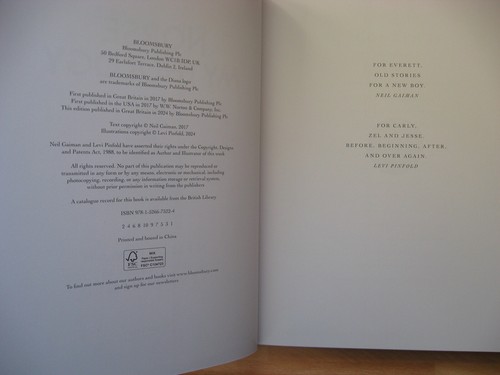 BLOOMSBURY
Bloomsbury Publishing Plc
50 Bedford Square, London WC1B 3DP, UK
29 Earlsfort Terrace, Dublin 2, Ireland
BLOOMSBURY and the Diana logo
are trademarks of Bloomsbury Publishing Plc
First published in Great Britain in 2017 by Bloomsbury Publishing Plc
First published in the USA in 2017 by W.W. Norton & Company, Inc.
This edition published in Great Britain in 2024 by Bloomsbury Publishing Plc
Text copyright © Neil Gaiman, 2017
Illustrations copyright © Levi Pinfold, 2024
Neil Gaiman and Levi Pinfold have asserted their rights under the Copyright, Designs
and Patents Act, 1988, to be identified as Author and Illustrator of this work
All rights reserved. No part of this publication may be reproduced or
transmitted in any form or by any means, electronic or mechanical, including
photocopying, recording, or any information storage or retrieval system,
without prior permission in writing from the publishers
A catalogue record for this book is available from the British Library
ISBN 978-1-5266-
2 4 6 8 10 9 7 5 3 1
Printed and bound in China
FSC
To find out more about our authors and books visit www.bloomsbury.com
and sign up for our newsletters
FOR EVERETT,
OLD STORIES
FOR A NEW BOY.
NEIL GAIMAN
FOR CARLY,
ZEL AND JESSE,
BEFORE, BEGINNING, AFTER,
AND OVER AGAIN
LEVI PINFOLD